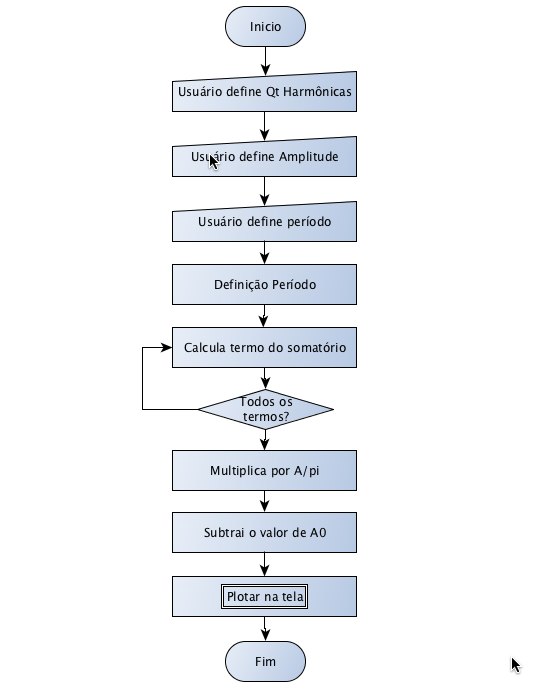 Inicio
Usuário define Qt Harmônicas
Usuário define Amplitude
Usuário define período
Definição Período
Calcula termo do somatório
Todos os
termos?
Multiplica por A/pi
Subtrai o valor de A0
Plotar na tela
Fim